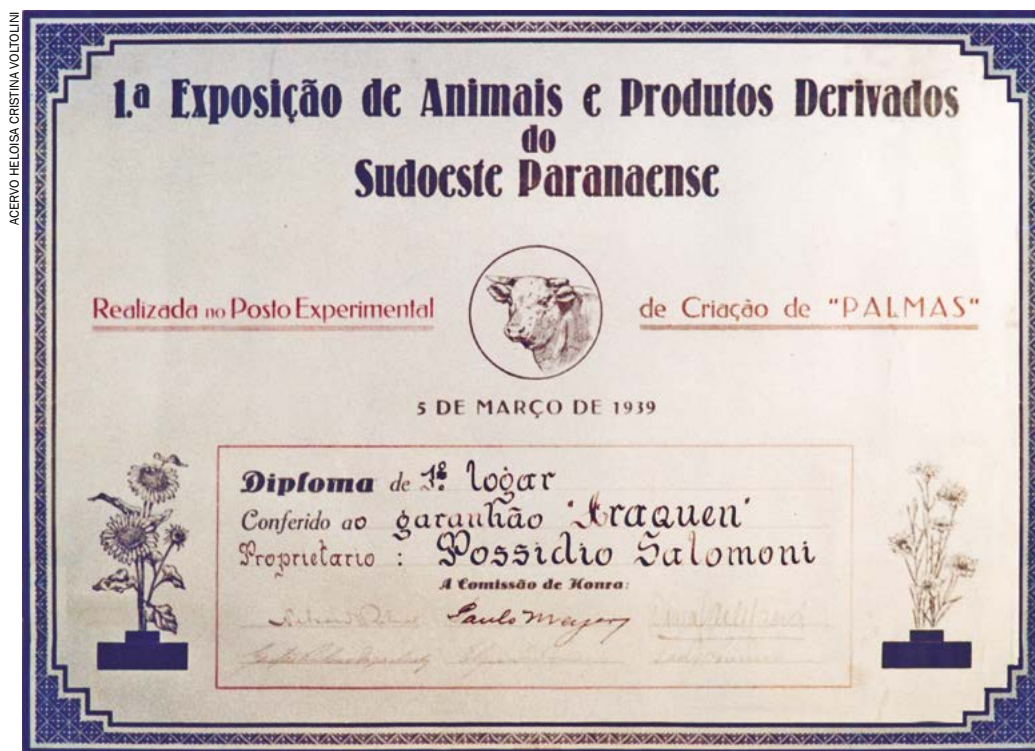 ACERVO HELOISA CRISTINA VOLTOLINI
1.a Exposição de Animais e Produtos Derivados
do
Sudoeste Paranaense
Realizada no Posto Experimental de Criação de "PALMAS"
5 DE MARÇO DE 1939
Diploma de 1º logar
Conferido ao garanhão "Araquen"
Proprietario : Possidio Salomoni
A Comissão de Honra:
Paulo Meyer